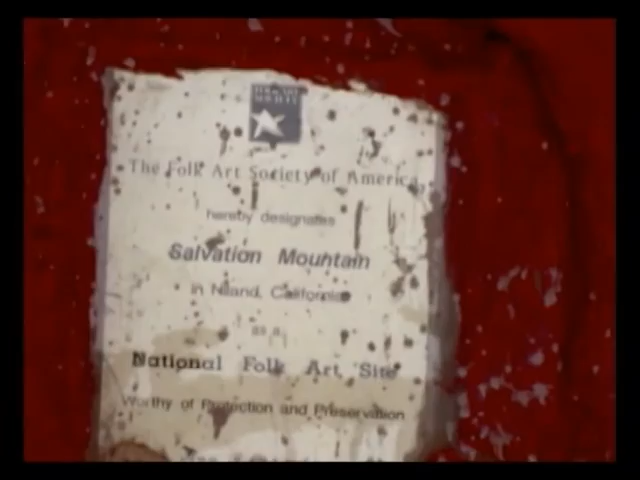 The Folk Art Society of America
hereby designates
Salvation Mountain
in Niland, California
as a
National Folk Art Site
Worthy of Protection and Preservation